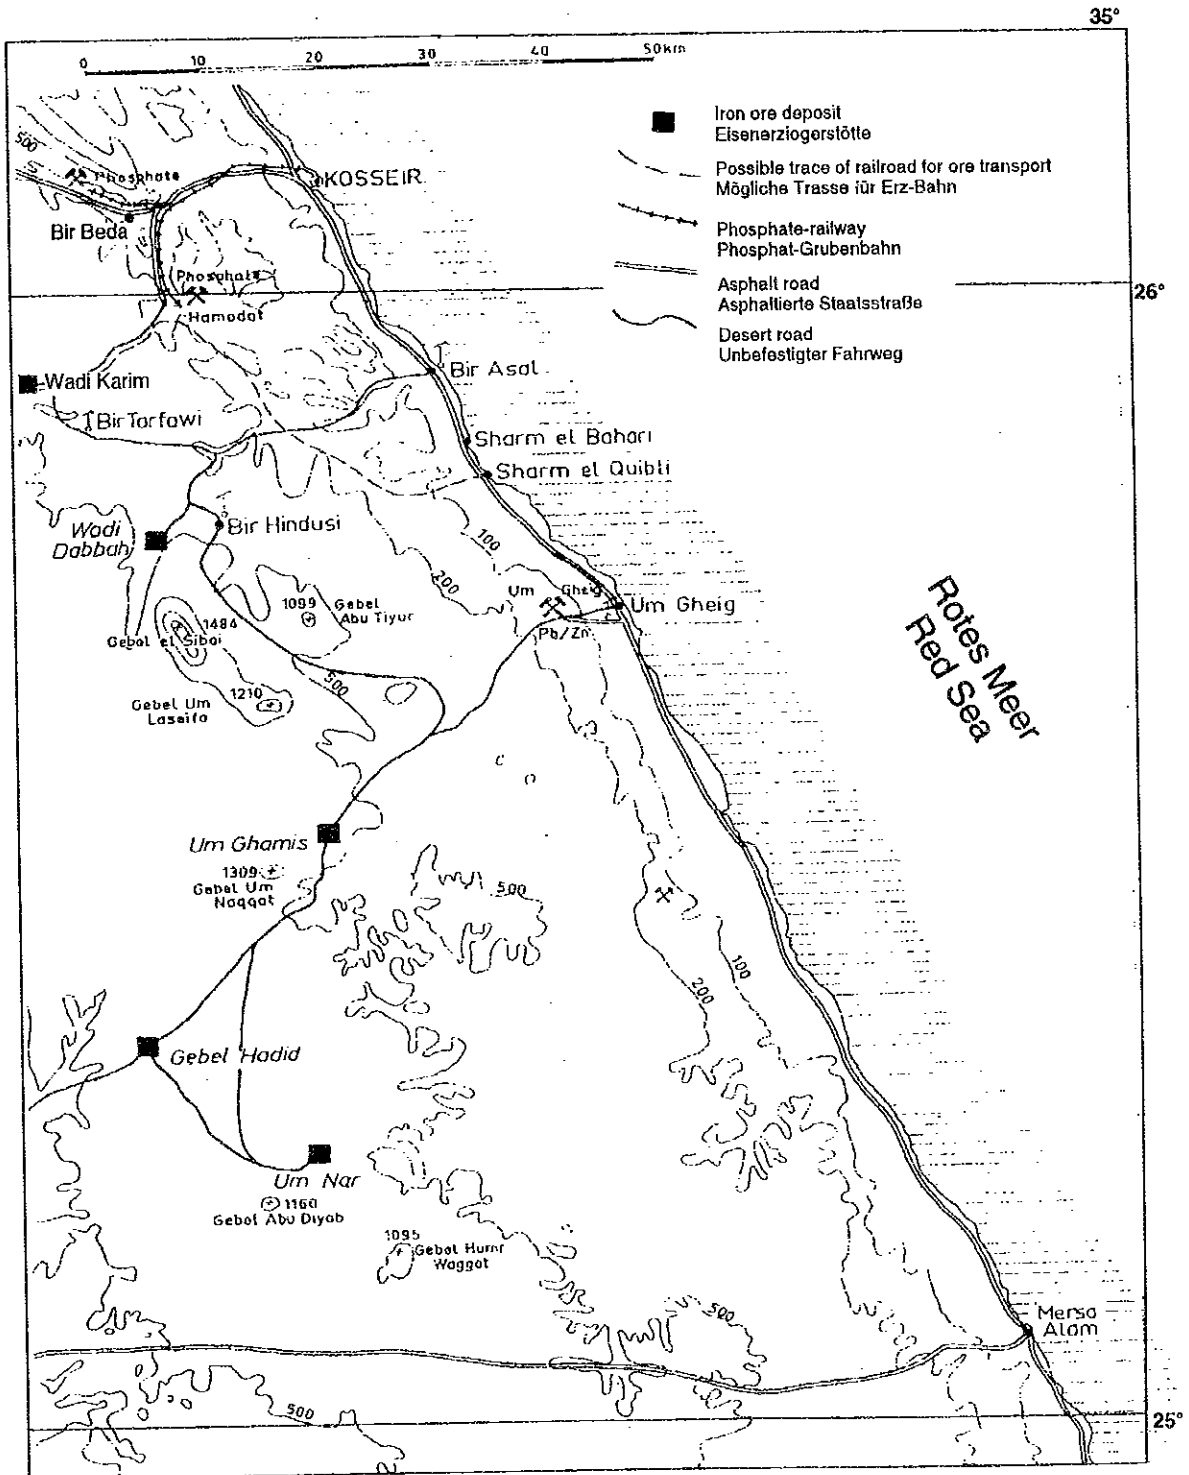 35°
0 10 20 30 40 50km
Iron ore deposit
Eisenerziogerstötte
Possible trace of railroad for ore transport
Mögliche Trasse iür Erz-Bahn
Phosphate-railway
Phosphat-Grubenbahn
Asphalt road
Asphaltierte Staatsstraße
Desert road
Unbefestigter Fahrweg
500
Phosphate
KOSSEIR
Bir Beda
Phosphate
Hamadat
26°
Wadi Karim
Bir Asal
Bir Tarfawi
Sharm el Bahari
Sharm el Quibli
Wadi
Dabbah
Bir Hindusi
100
200
Um Gheig
Um Gheig
Pb/Zn
1099 Gebel
Abu Tiyur
1484
Gebel el Sibai
500
1210
Gebel Um
Lasaifa
Rotes Meer
Red Sea
Um Ghamis
1309
Gebel Um
Naqqat
500
200
100
Gebel Hadid
Um Nar
1160
Gebel Abu Diyab
1095
Gebel Humr
Waggat
500
Mersa
Alam
500
25°